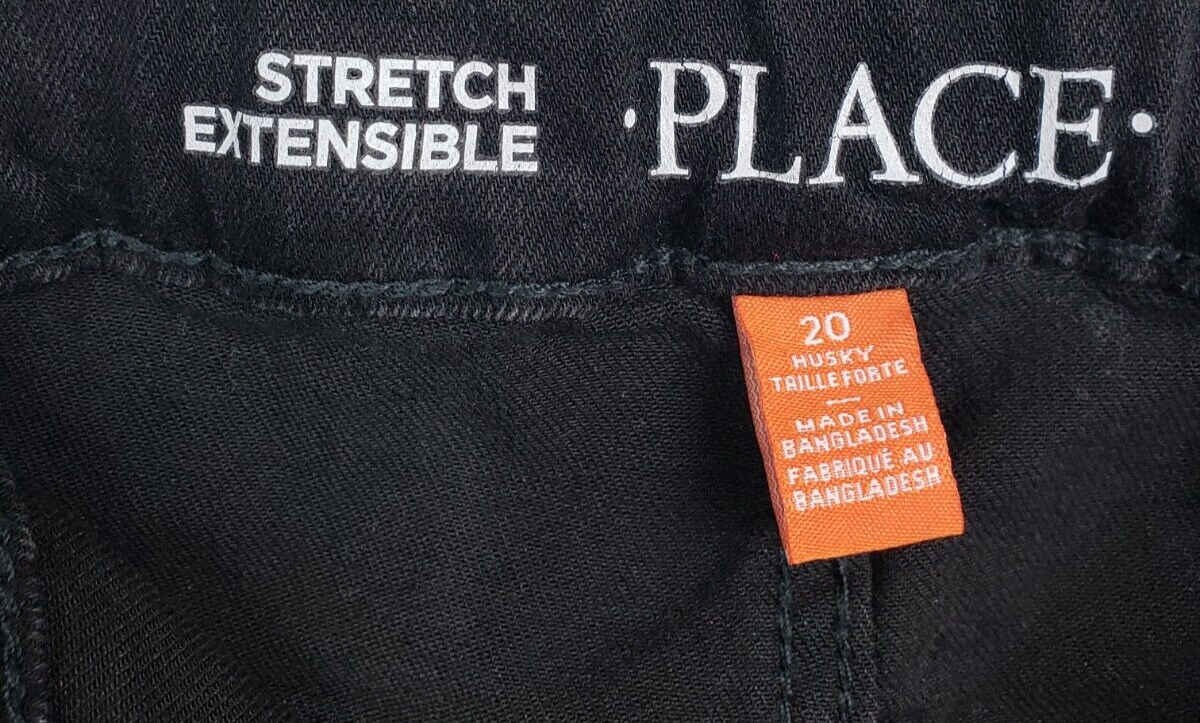 STRETCH
EXTENSIBLE
·PLACE·
20
HUSKY
TAILLE FORTE
—
MADE IN
BANGLADESH
FABRIQUÉ AU
BANGLADESH